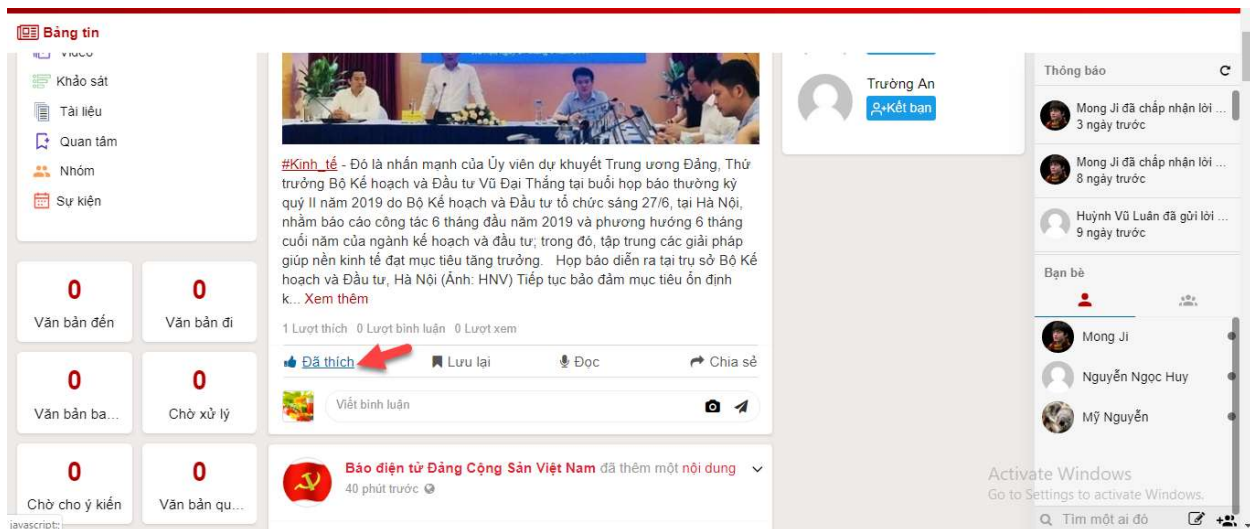 Bảng tin
Video
Khảo sát
Tài liệu
Quan tâm
Nhóm
Sự kiện
0
Văn bản đến
0
Văn bản đi
0
Văn bản ba...
0
Chờ xử lý
0
Chờ cho ý kiến
0
Văn bản qu...
javascript:;
#Kinh_tế - Đó là nhấn mạnh của Ủy viên dự khuyết Trung ương Đảng, Thứ
trưởng Bộ Kế hoạch và Đầu tư Vũ Đại Thắng tại buổi họp báo thường kỳ
quý II năm 2019 do Bộ Kế hoạch và Đầu tư tổ chức sáng 27/6, tại Hà Nội,
nhằm báo cáo công tác 6 tháng đầu năm 2019 và phương hướng 6 tháng
cuối năm của ngành kế hoạch và đầu tư; trong đó, tập trung các giải pháp
giúp nền kinh tế đạt mục tiêu tăng trưởng. Họp báo diễn ra tại trụ sở Bộ Kế
hoạch và Đầu tư, Hà Nội (Ảnh: HNV) Tiếp tục bảo đảm mục tiêu ổn định
k... Xem thêm
1 Lượt thích 0 Lượt bình luận 0 Lượt xem
Đã thích Lưu lại Đọc Chia sẻ
Viết bình luận
Báo điện tử Đảng Cộng Sản Việt Nam đã thêm một nội dung
40 phút trước
Trường An
Kết bạn
Thông báo
Mong Ji đã chấp nhận lời ...
3 ngày trước
Mong Ji đã chấp nhận lời ...
8 ngày trước
Huỳnh Vũ Luân đã gửi lời ...
9 ngày trước
Bạn bè
Mong Ji
Nguyễn Ngọc Huy
Mỹ Nguyễn
Activate Windows
Go to Settings to activate Windows.
Tìm một ai đó